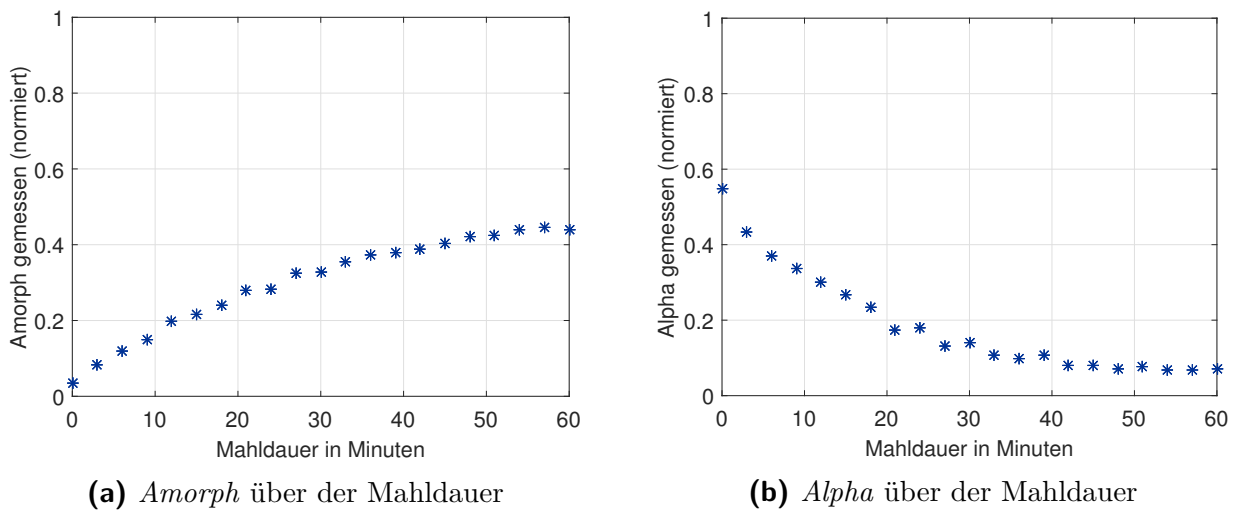 Amorph gemessen (normiert)
1
0.8
0.6
0.4
0.2
0
0 10 20 30 40 50 60
Mahldauer in Minuten
(a) Amorph über der Mahldauer
Alpha gemessen (normiert)
1
0.8
0.6
0.4
0.2
0
0 10 20 30 40 50 60
Mahldauer in Minuten
(b) Alpha über der Mahldauer